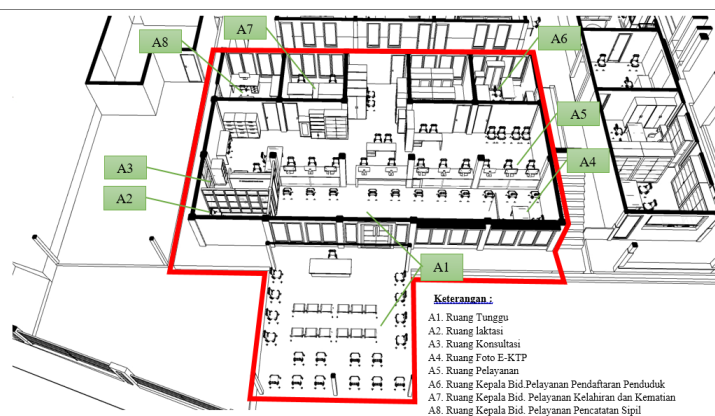 A7
A6
A8
A5
A4
A3
A2
A1
Keterangan :
A1. Ruang Tunggu
A2. Ruang laktasi
A3. Ruang Konsultasi
A4. Ruang Foto E-KTP
A5. Ruang Pelayanan
A6. Ruang Kepala Bid.Pelayanan Pendaftaran Penduduk
A7. Ruang Kepala Bid. Pelayanan Kelahiran dan Kematian
A8. Ruang Kepala Bid. Pelayanan Pencatatan Sipil